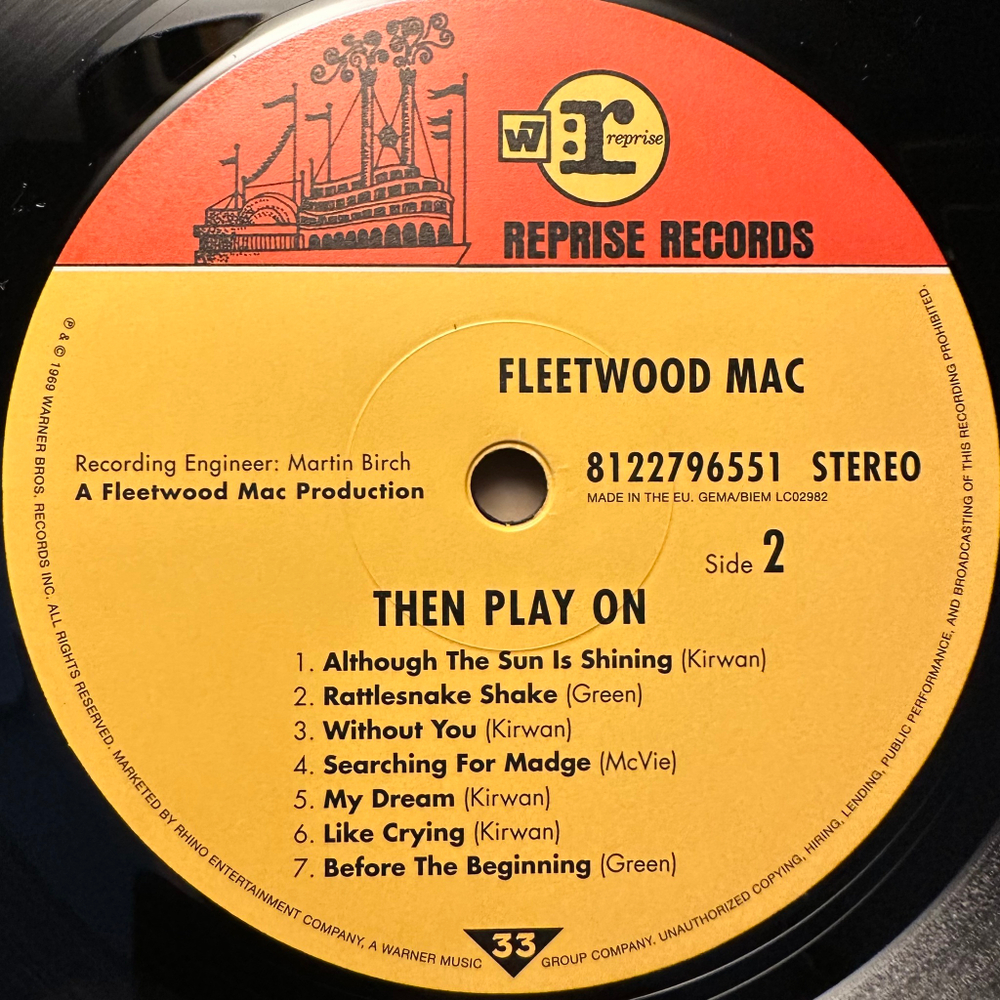 W7
r
reprise
REPRISE RECORDS
FLEETWOOD MAC
Recording Engineer: Martin Birch
A Fleetwood Mac Production
8122796551 STEREO
MADE IN THE EU. GEMA/BIEM LC02982
Side 2
THEN PLAY ON
1. Although The Sun Is Shining (Kirwan)
2. Rattlesnake Shake (Green)
3. Without You (Kirwan)
4. Searching For Madge (McVie)
5. My Dream (Kirwan)
6. Like Crying (Kirwan)
7. Before The Beginning (Green)
33
℗ & © 1969 WARNER BROS. RECORDS INC. ALL RIGHTS RESERVED. MARKETED BY RHINO ENTERTAINMENT COMPANY, A WARNER MUSIC GROUP COMPANY. UNAUTHORIZED COPYING, HIRING, LENDING, PUBLIC PERFORMANCE, AND BROADCASTING OF THIS RECORDING PROHIBITED.